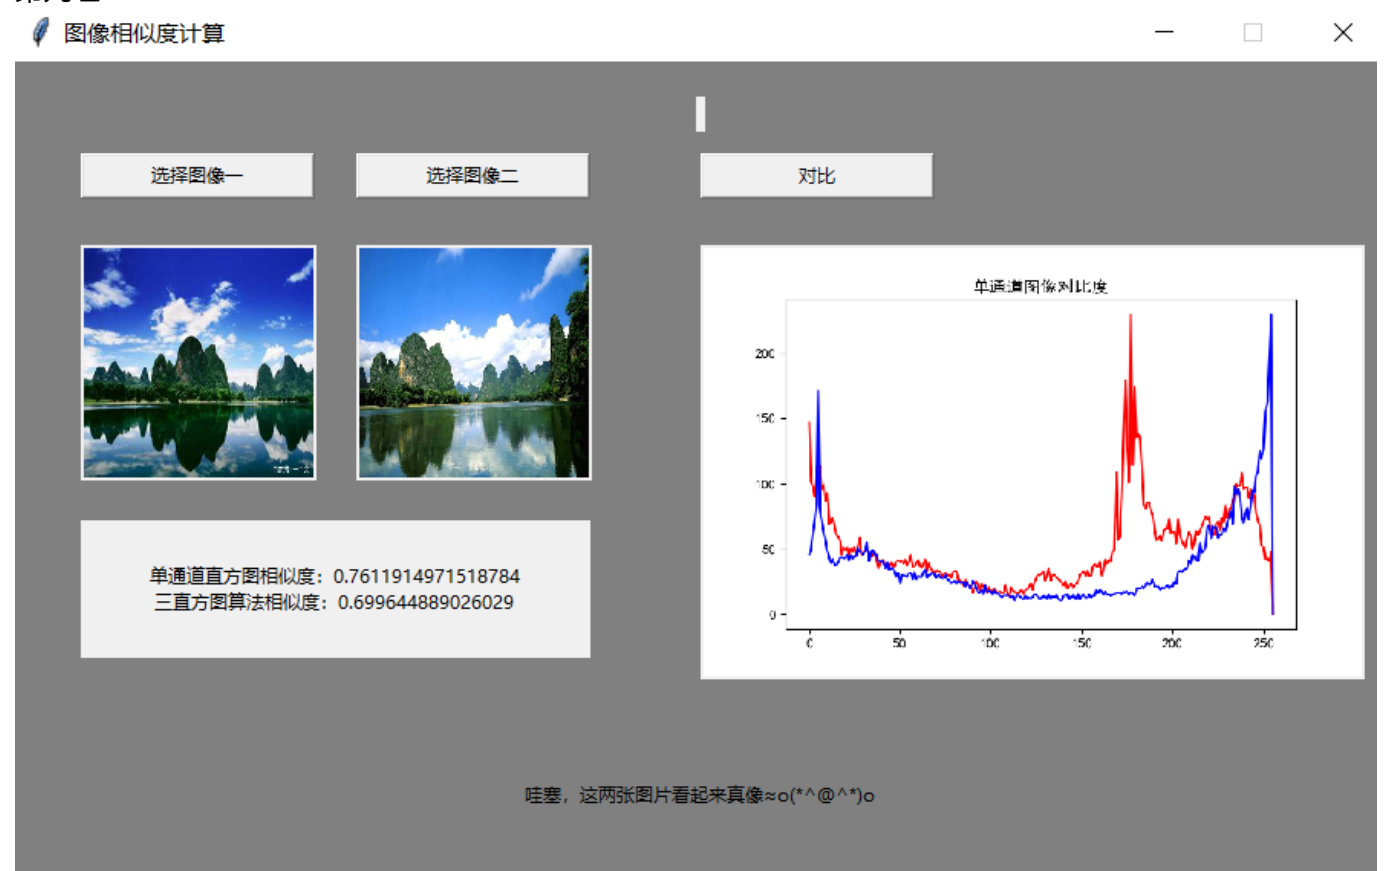 图像相似度计算
选择图像一
选择图像二
对比
单通道图像对比度
200
150
100
50
0
0
50
100
150
200
250
单通道直方图相似度：0.7611914971518784
三直方图算法相似度：0.699644889026029
哇塞，这两张图片看起来真像≈o(*^@^*)o